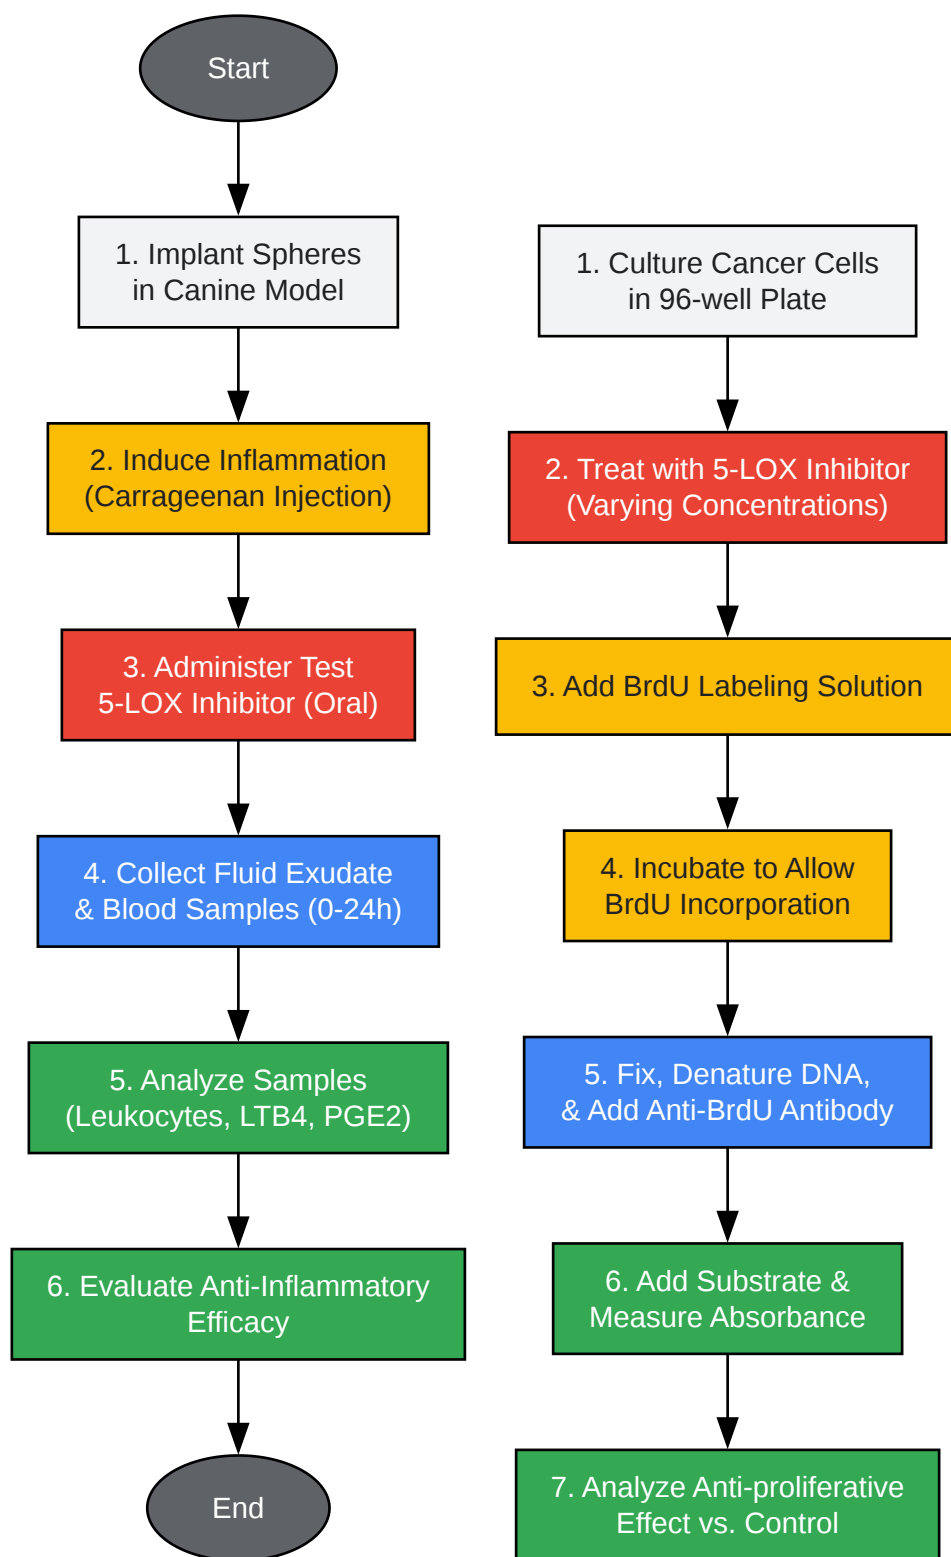 Start
1. Implant Spheres
in Canine Model
2. Induce Inflammation
(Carrageenan Injection)
3. Administer Test
5-LOX Inhibitor (Oral)
4. Collect Fluid Exudate
& Blood Samples (0-24h)
5. Analyze Samples
(Leukocytes, LTB4, PGE2)
6. Evaluate Anti-Inflammatory
Efficacy
End
1. Culture Cancer Cells
in 96-well Plate
2. Treat with 5-LOX Inhibitor
(Varying Concentrations)
3. Add BrdU Labeling Solution
4. Incubate to Allow
BrdU Incorporation
5. Fix, Denature DNA,
& Add Anti-BrdU Antibody
6. Add Substrate &
Measure Absorbance
7. Analyze Anti-proliferative
Effect vs. Control